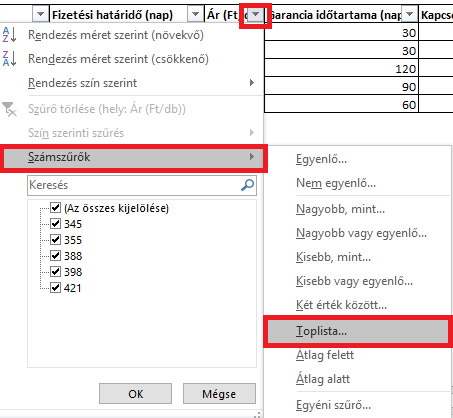 Fizetési határidő (nap) Ár (Ft/ Garancia időtartama (nap Kapcs
Rendezés méret szerint (növekvő)
Rendezés méret szerint (csökkenő)
Rendezés szín szerint
Szűrő törlése (hely: Ár (Ft/db))
Szín szerinti szűrés
Számszűrők
Keresés
(Az összes kijelölése)
345
355
388
398
421
OK Mégse
30
30
120
90
60
Egyenlő...
Nem egyenlő...
Nagyobb, mint...
Nagyobb vagy egyenlő...
Kisebb, mint...
Kisebb vagy egyenlő...
Két érték között...
Toplista...
Átlag felett
Átlag alatt
Egyéni szűrő...